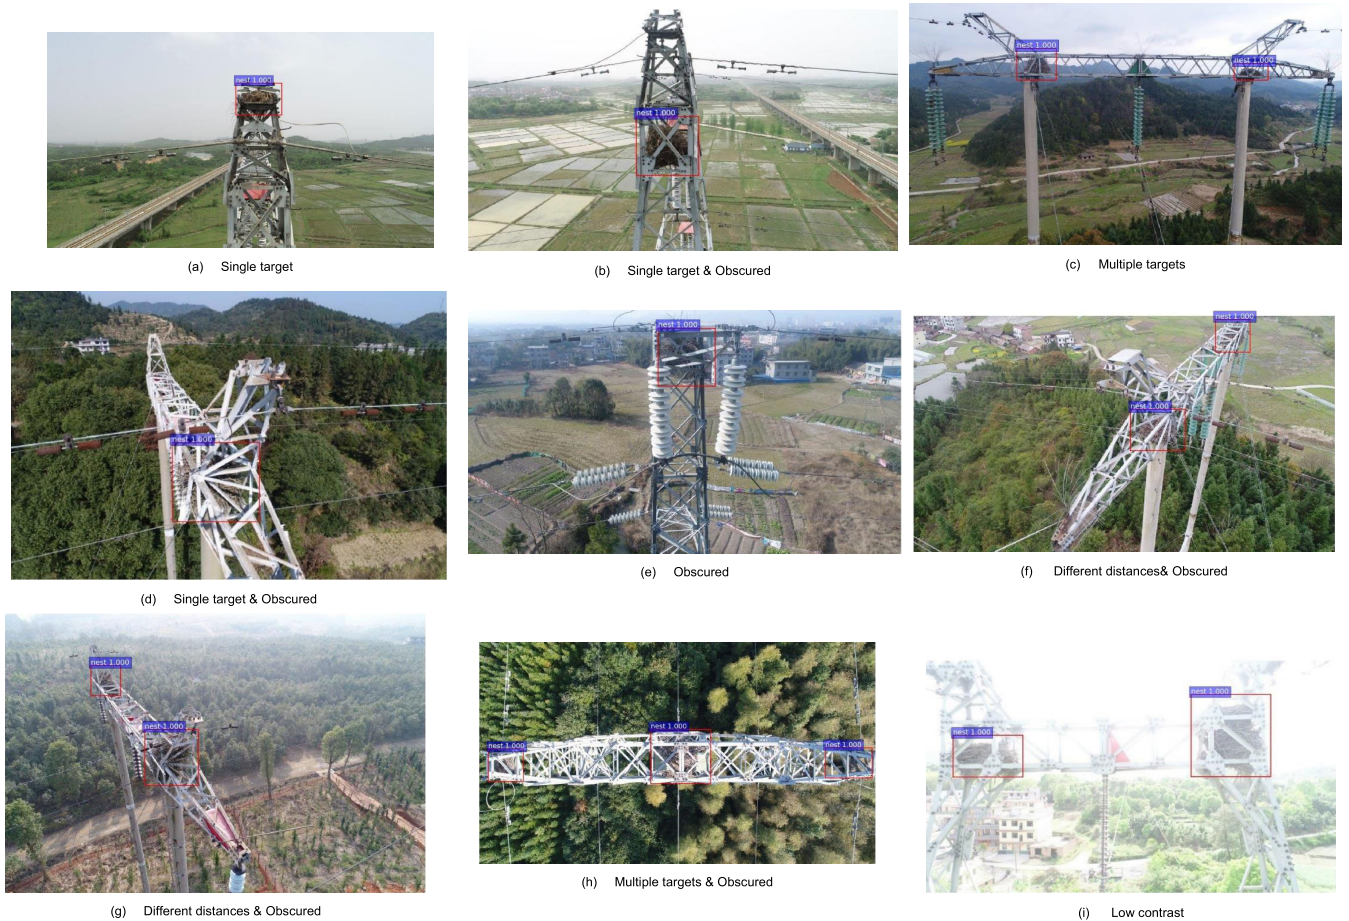 nest 1.000
(a) Single target
nest 1.000
(b) Single target & Obscured
nest 1.000
nest 1.000
(c) Multiple targets
nest 1.000
(d) Single target & Obscured
nest 1.000
(e) Obscured
nest 1.000
nest 1.000
(f) Different distances& Obscured
nest 1.000
nest 1.000
(g) Different distances & Obscured
nest 1.000
nest 1.000
nest 1.000
(h) Multiple targets & Obscured
nest 1.000
nest 1.000
(i) Low contrast